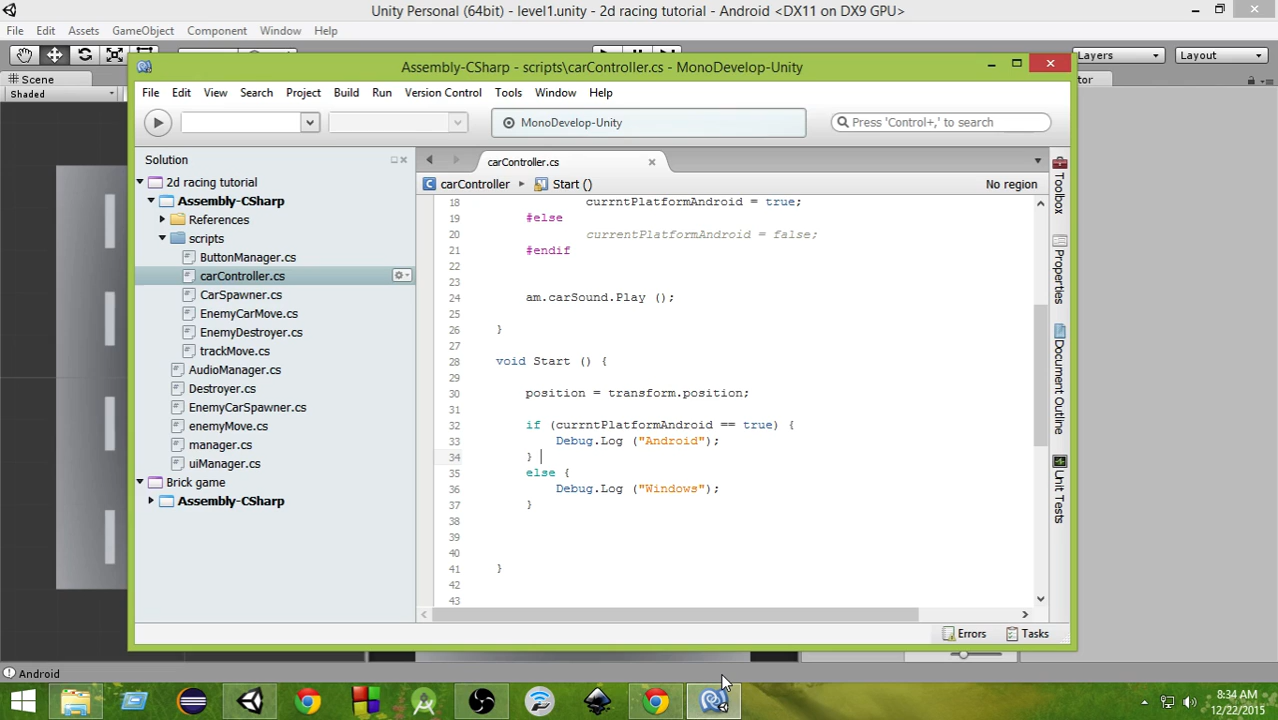 Unity Personal (64bit) - level1.unity - 2d racing tutorial - Android <DX11 on DX9 GPU>
File Edit Assets GameObject Component Window Help
Layers Layout
Scene
Shaded
tor
Assembly-CSharp - scripts\carController.cs - MonoDevelop-Unity
File Edit View Search Project Build Run Version Control Tools Window Help
MonoDevelop-Unity
Press 'Control+,' to search
Solution
carController.cs
carController Start () No region
2d racing tutorial
Assembly-CSharp
References
scripts
ButtonManager.cs
carController.cs
CarSpawner.cs
EnemyCarMove.cs
EnemyDestroyer.cs
trackMove.cs
AudioManager.cs
Destroyer.cs
EnemyCarSpawner.cs
enemyMove.cs
manager.cs
uiManager.cs
Brick game
Assembly-CSharp
18 currntPlatformAndroid = true;
19 #else
20 currentPlatformAndroid = false;
21 #endif
22
23
24 am.carSound.Play ();
25
26 }
27
28 void Start () {
29
30 position = transform.position;
31
32 if (currntPlatformAndroid == true) {
33 Debug.Log ("Android");
34 }
35 else {
36 Debug.Log ("Windows");
37 }
38
39
40
41 }
42
43
Toolbox
Properties
Document Outline
Unit Tests
Errors Tasks
Android
8:34 AM
12/22/2015